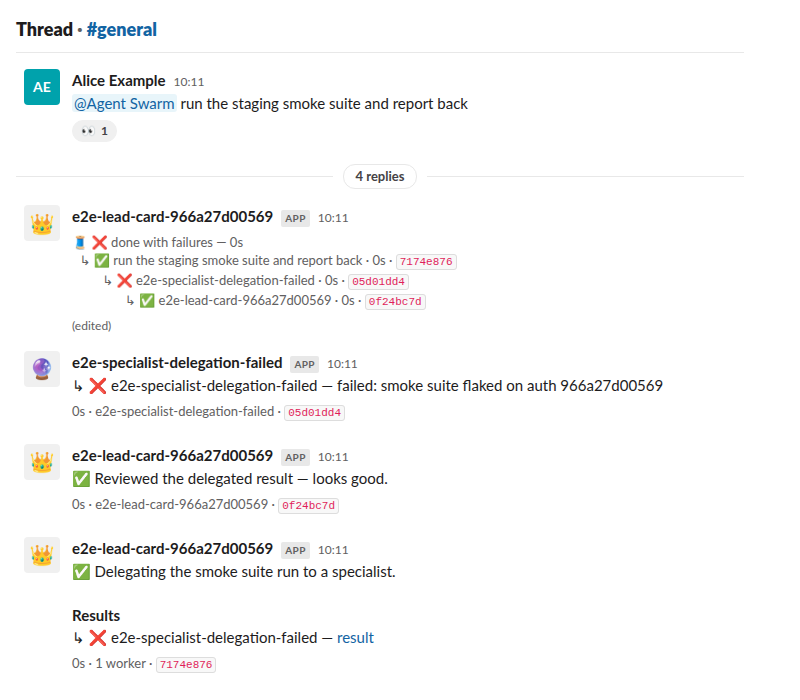 Thread • #general
AE
Alice Example 10:11
@Agent Swarm run the staging smoke suite and report back
👀 1
4 replies
e2e-lead-card-966a27d00569 APP 10:11
🧵 ❌ done with failures — 0s
↳ ✅ run the staging smoke suite and report back · 0s · 7174e876
↳ ❌ e2e-specialist-delegation-failed · 0s · 05d01dd4
↳ ✅ e2e-lead-card-966a27d00569 · 0s · 0f24bc7d
(edited)
e2e-specialist-delegation-failed APP 10:11
↳ ❌ e2e-specialist-delegation-failed — failed: smoke suite flaked on auth 966a27d00569
0s · e2e-specialist-delegation-failed · 05d01dd4
e2e-lead-card-966a27d00569 APP 10:11
✅ Reviewed the delegated result — looks good.
0s · e2e-lead-card-966a27d00569 · 0f24bc7d
e2e-lead-card-966a27d00569 APP 10:11
✅ Delegating the smoke suite run to a specialist.
Results
↳ ❌ e2e-specialist-delegation-failed — result
0s · 1 worker · 7174e876